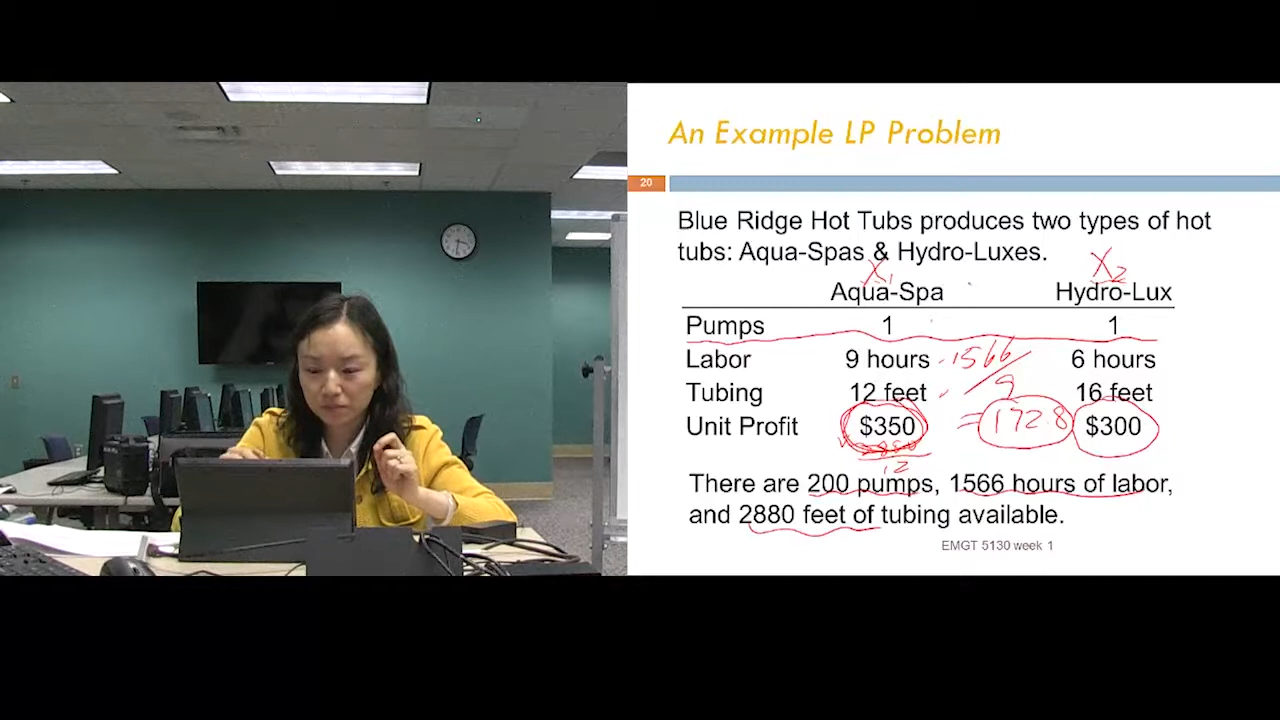 An Example LP Problem
20
Blue Ridge Hot Tubs produces two types of hot
tubs: Aqua-Spas & Hydro-Luxes.
X1 X2
Aqua-Spa Hydro-Lux
Pumps 1 1
Labor 9 hours 1566/9 6 hours
Tubing 12 feet 16 feet
Unit Profit $350 =172.8 $300
12
There are 200 pumps, 1566 hours of labor,
and 2880 feet of tubing available.
EMGT 5130 week 1